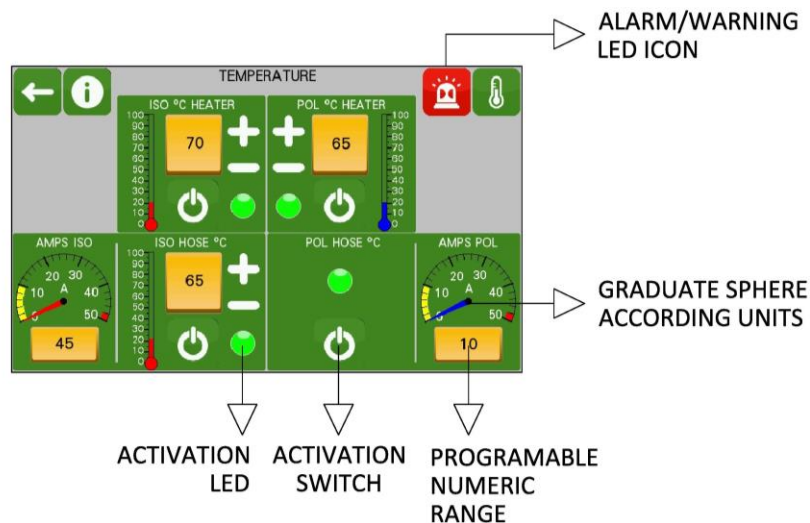 ALARM/WARNING
LED ICON
TEMPERATURE
ISO ºC HEATER
POL ºC HEATER
100
90
80
70
60
50
40
30
20
10
0
70
65
100
90
80
70
60
50
40
30
20
10
0
AMPS ISO
ISO HOSE ºC
POL HOSE ºC
AMPS POL
0
10
20
30
40
50
A
45
100
90
80
70
60
50
40
30
20
10
0
65
0
10
20
30
40
50
A
10
GRADUATE SPHERE
ACCORDING UNITS
ACTIVATION
LED
ACTIVATION
SWITCH
PROGRAMABLE
NUMERIC
RANGE